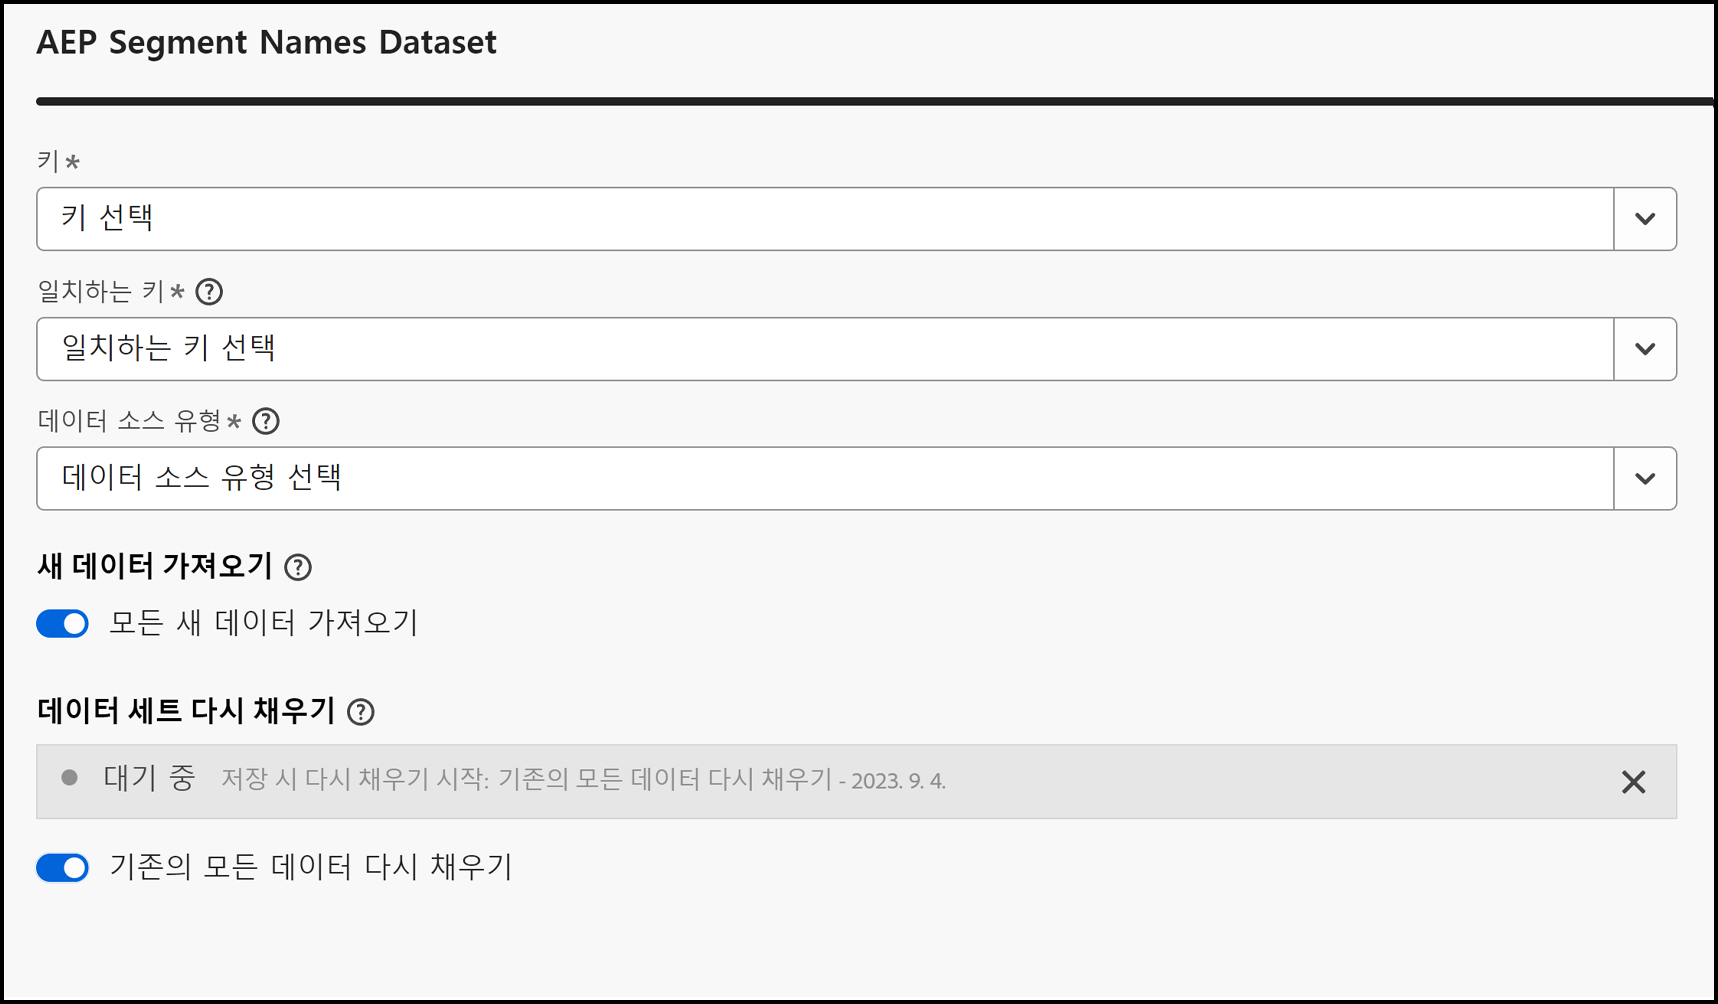 AEP Segment Names Dataset
키*
키 선택
일치하는 키*
일치하는 키 선택
데이터 소스 유형*
데이터 소스 유형 선택
새 데이터 가져오기
모든 새 데이터 가져오기
데이터 세트 다시 채우기
대기 중 저장 시 다시 채우기 시작: 기존의 모든 데이터 다시 채우기 - 2023. 9. 4.
기존의 모든 데이터 다시 채우기